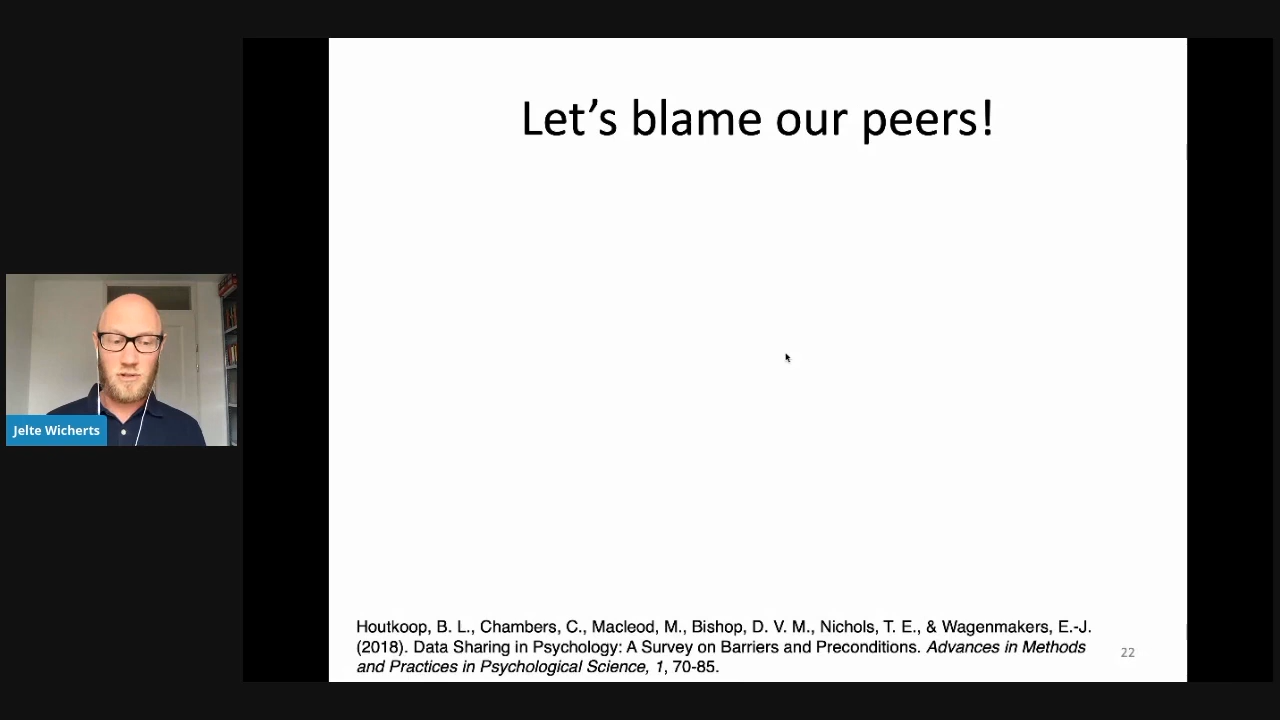 Let's blame our peers!
Jelte Wicherts
Houtkoop, B. L., Chambers, C., Macleod, M., Bishop, D. V. M., Nichols, T. E., & Wagenmakers, E.-J.
(2018). Data Sharing in Psychology: A Survey on Barriers and Preconditions. Advances in Methods
and Practices in Psychological Science, 1, 70-85.
22